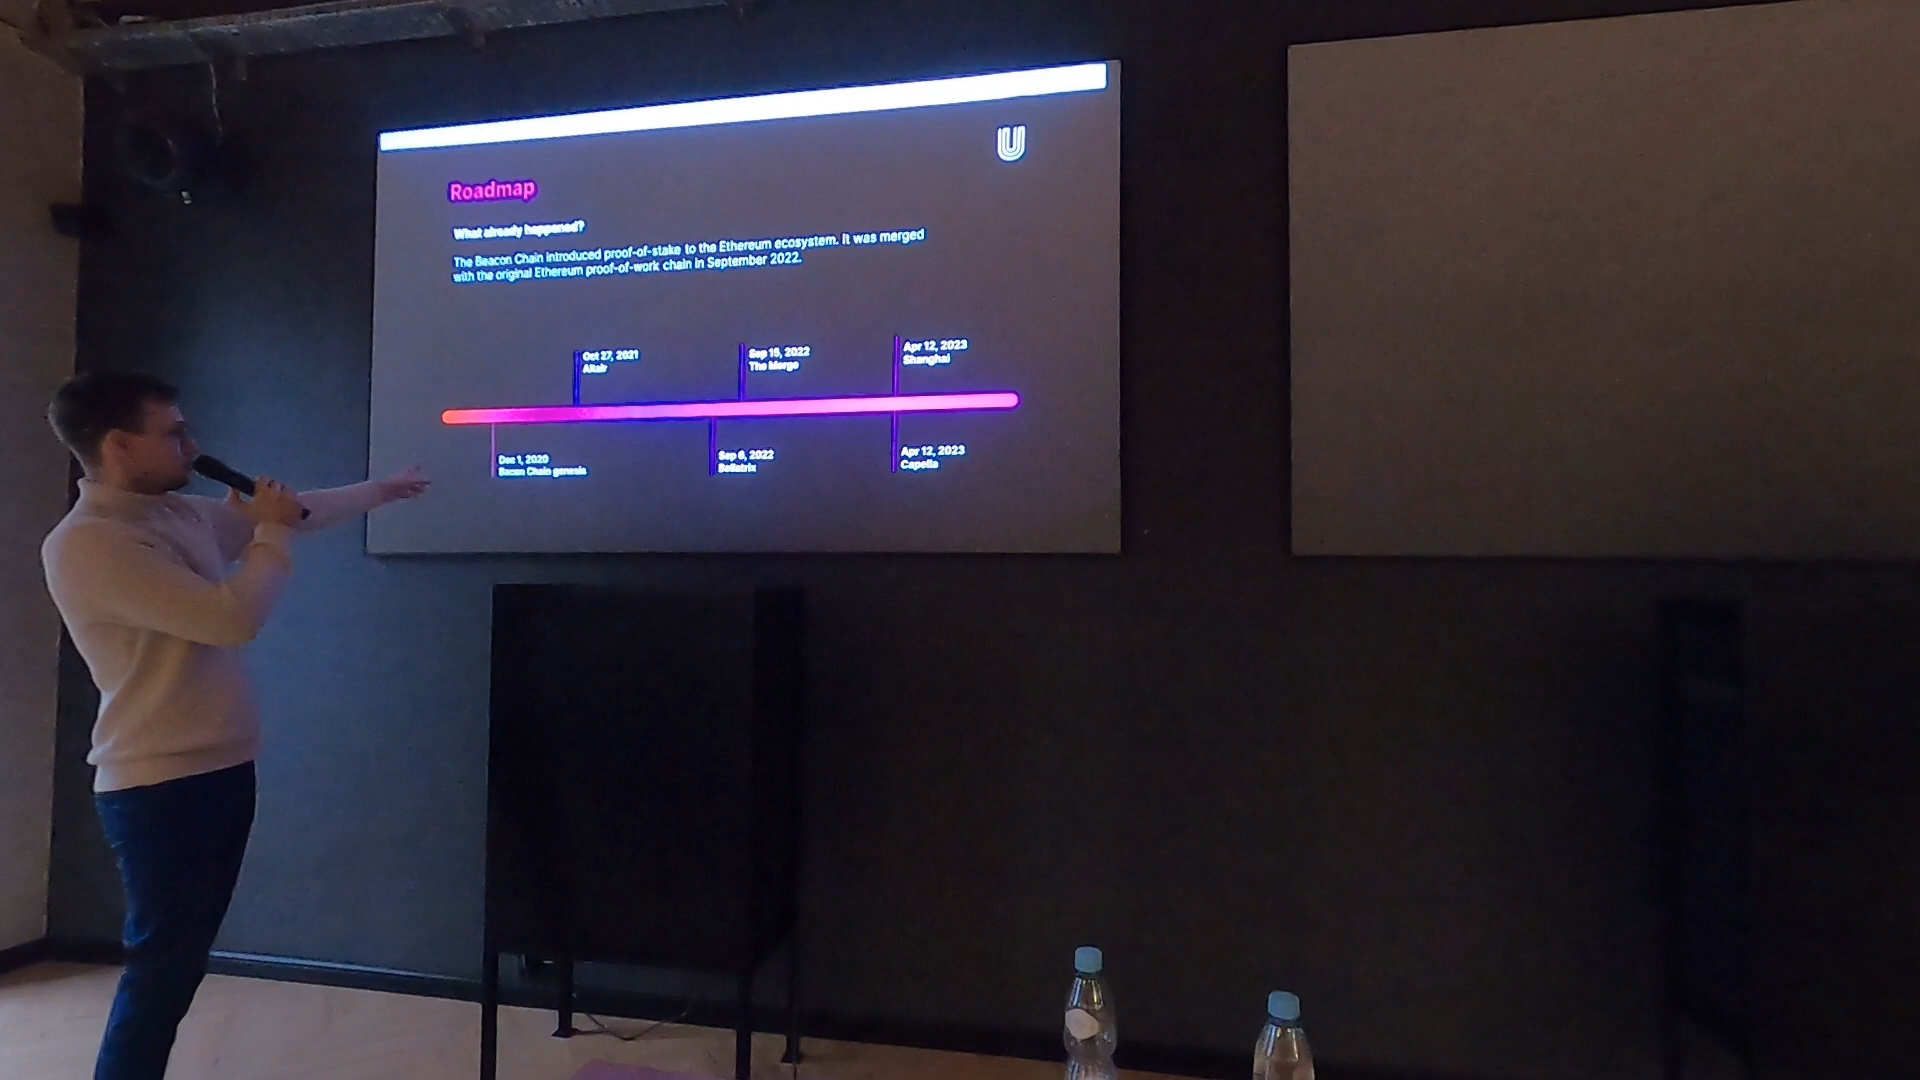 U
Roadmap
What already happened?
The Beacon Chain introduced proof-of-stake to the Ethereum ecosystem. It was merged
with the original Ethereum proof-of-work chain in September 2022.
Oct 27, 2021
Altair
Sep 15, 2022
The Merge
Apr 12, 2023
Shanghai
Dec 1, 2020
Bacon Chain genesis
Sep 6, 2022
Bellatrix
Apr 12, 2023
Capella